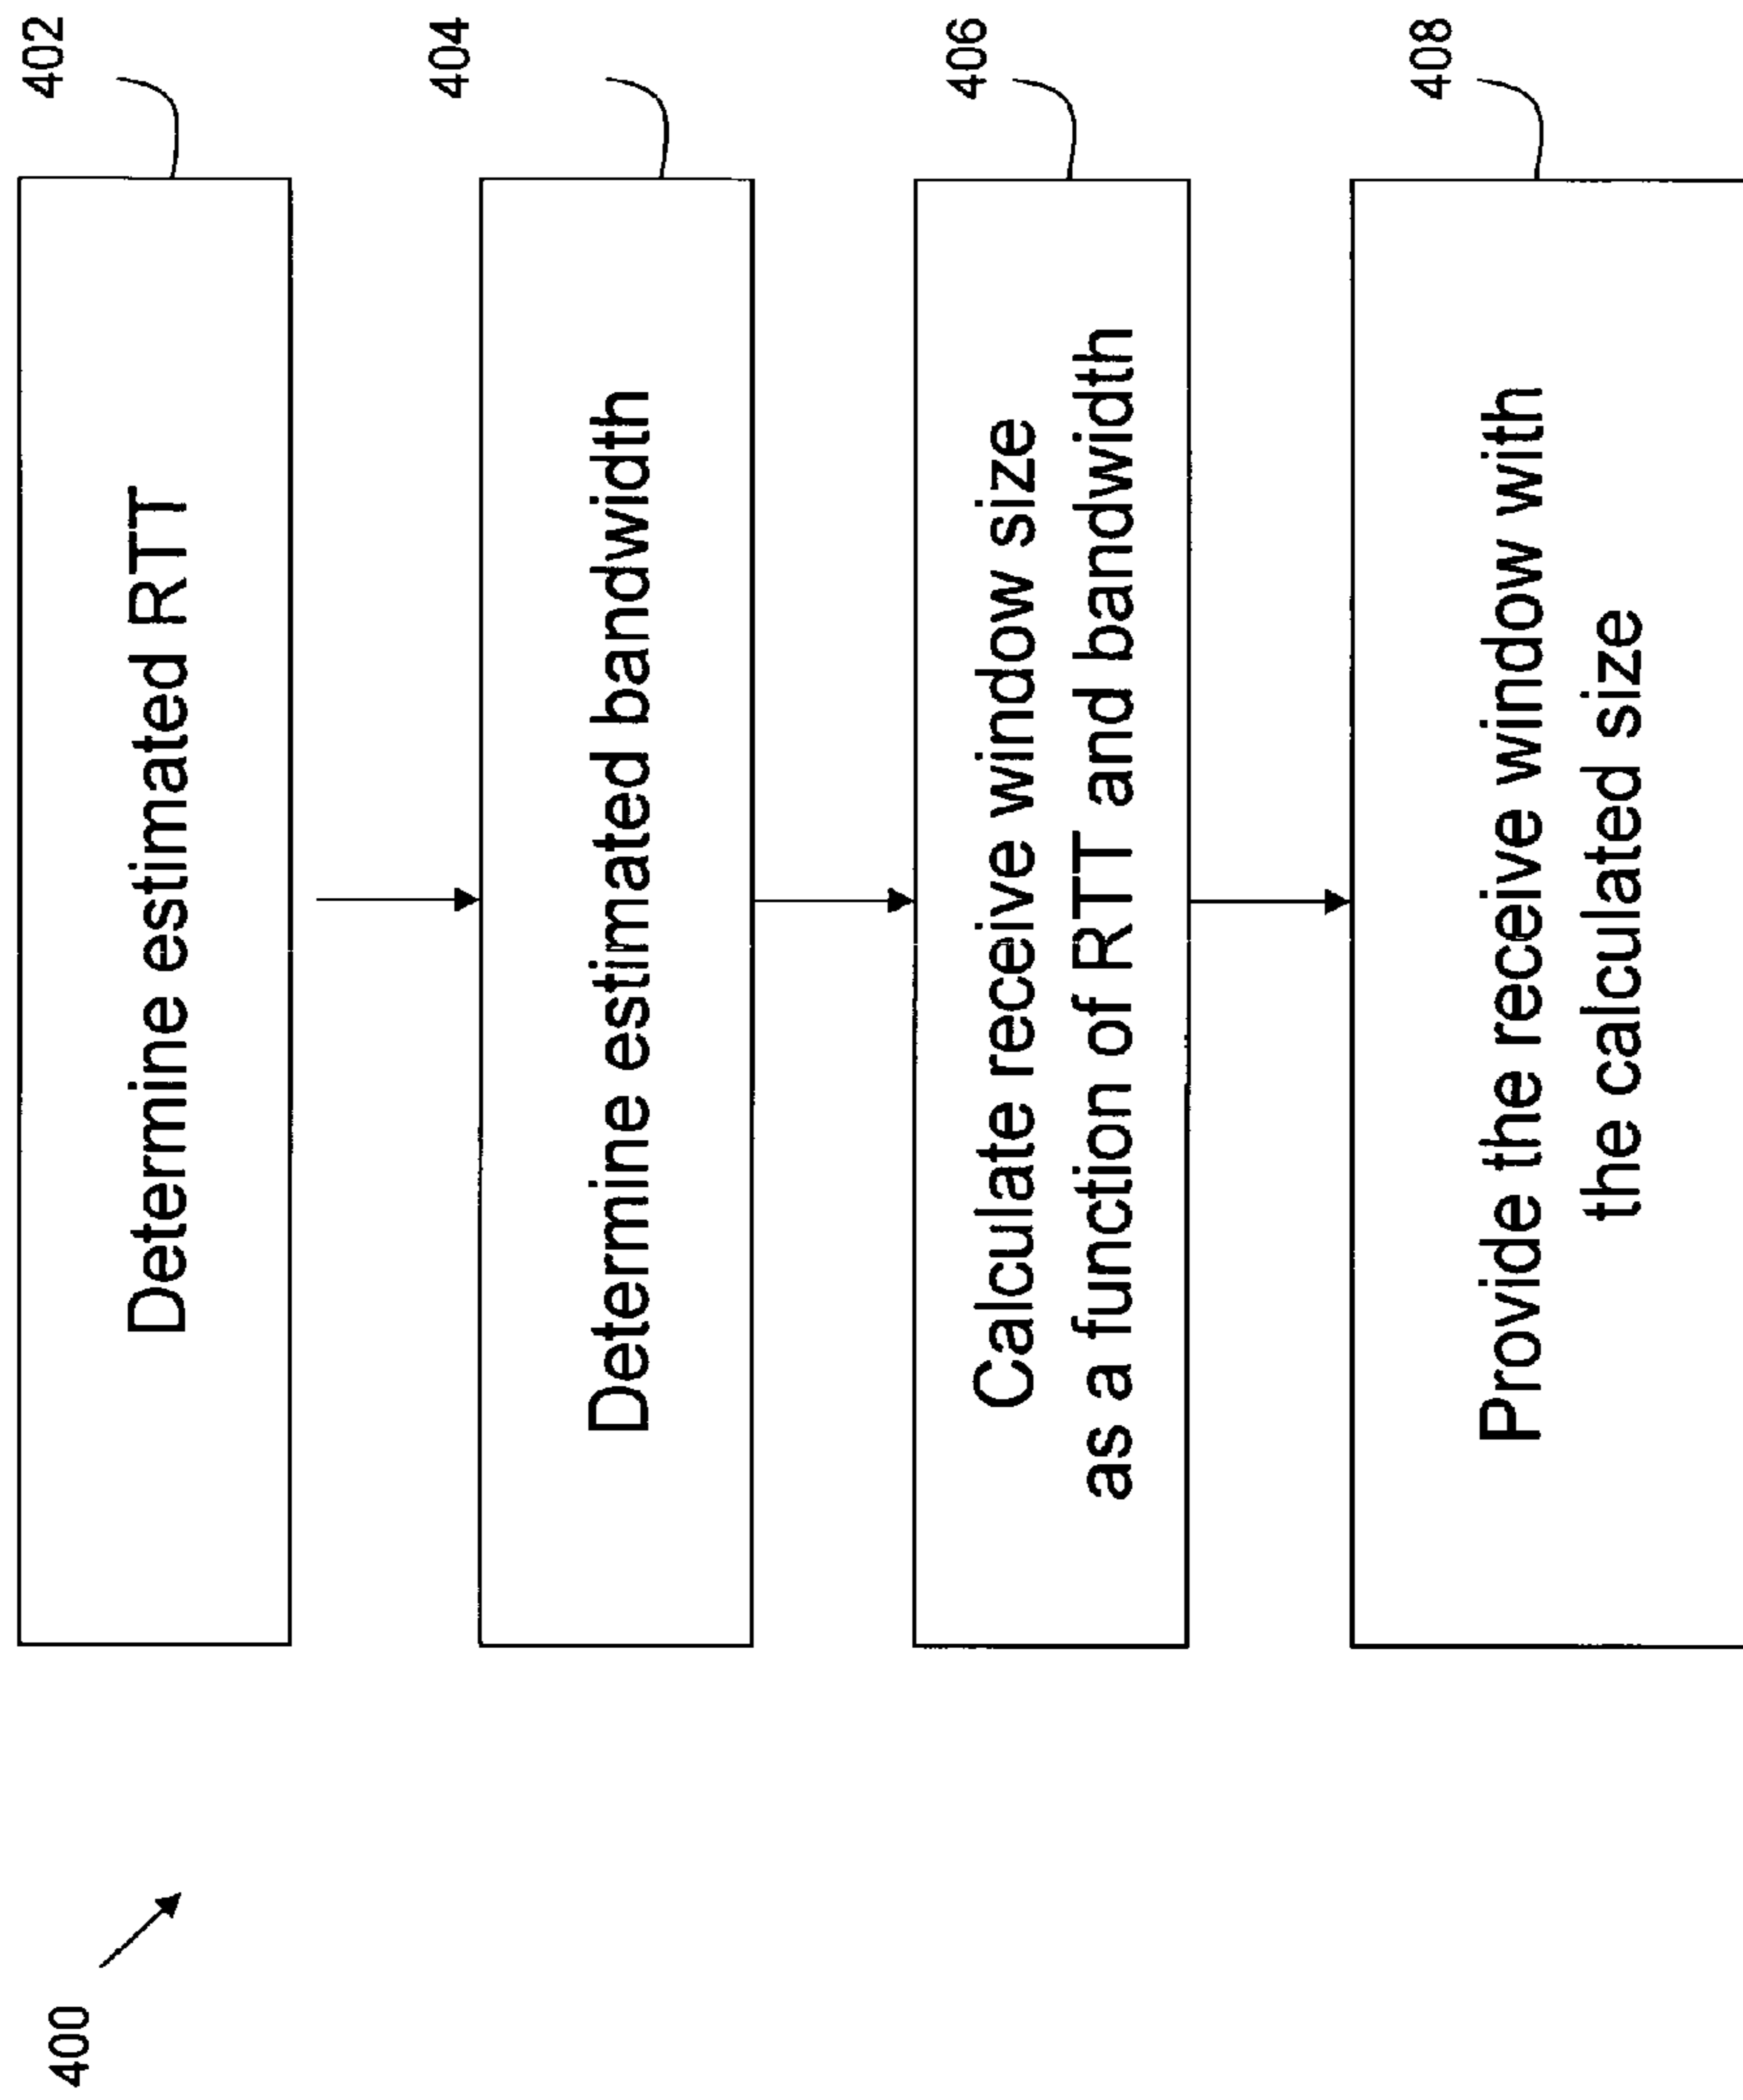 400
402
Determine estimated RTT
404
Determine estimated bandwidth
406
Calculate receive window size
as a function of RTT and bandwidth
408
Provide the receive window with
the calculated size